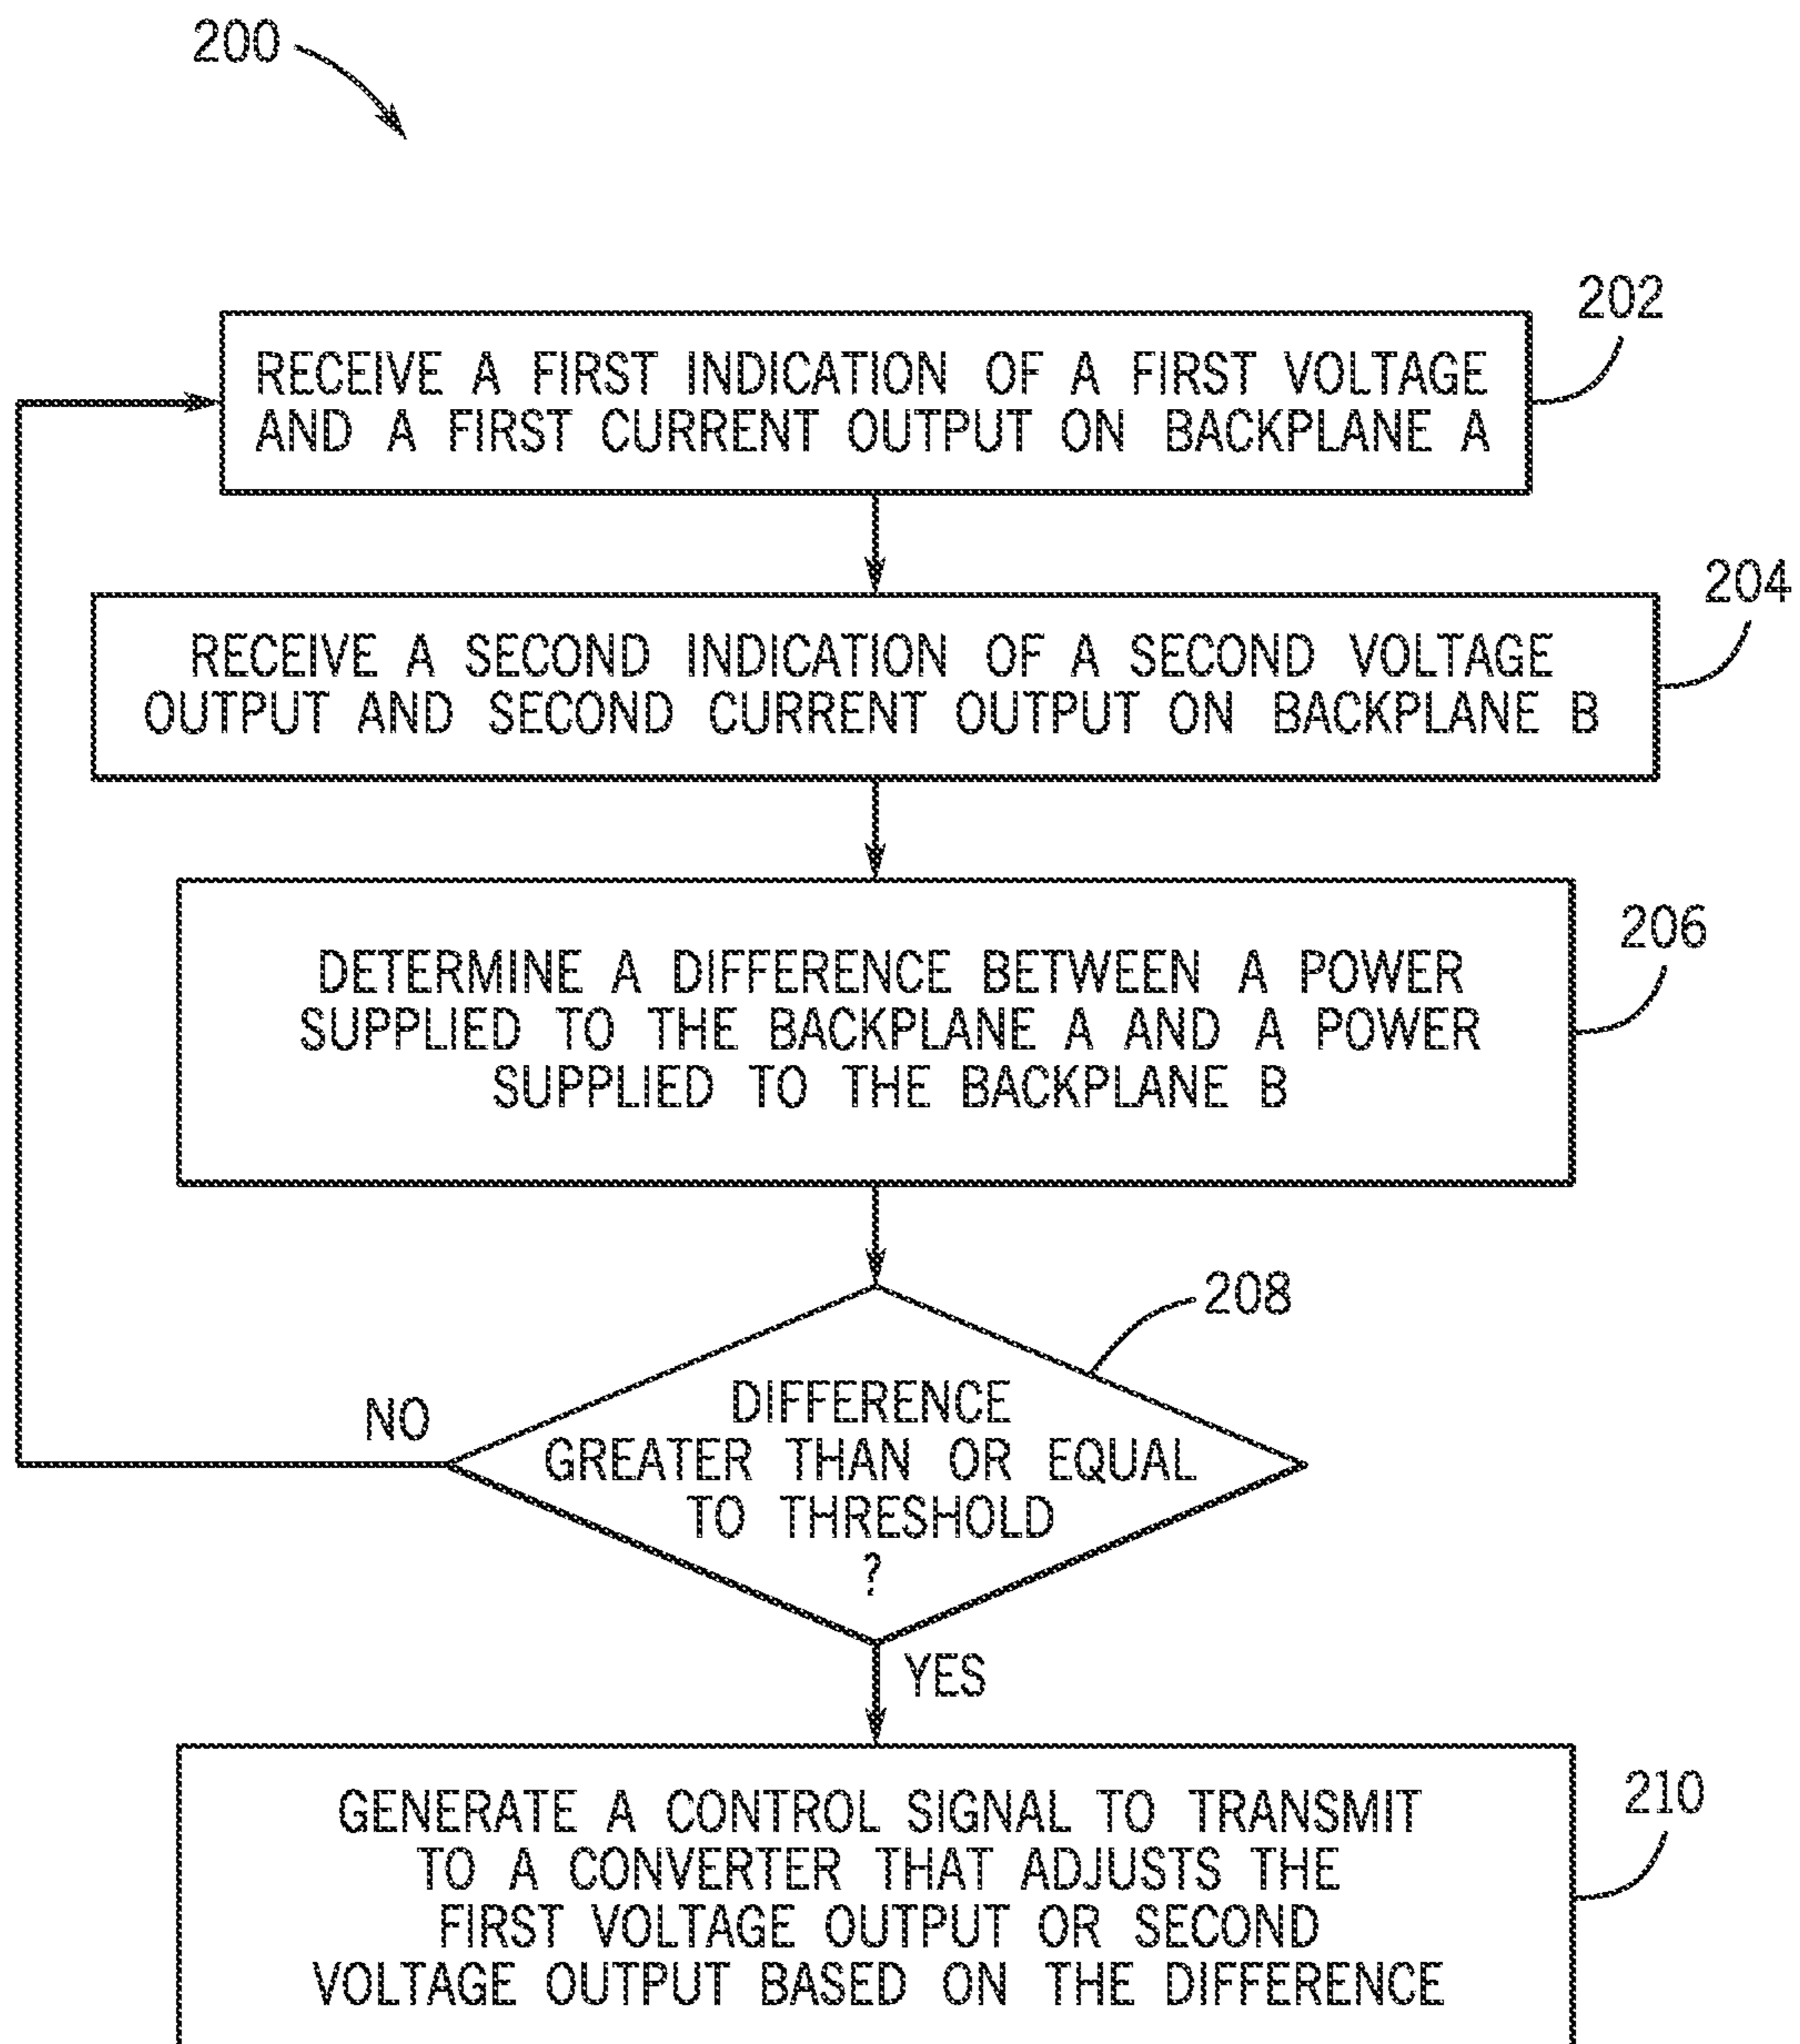 200
202
RECEIVE A FIRST INDICATION OF A FIRST VOLTAGE
AND A FIRST CURRENT OUTPUT ON BACKPLANE A
204
RECEIVE A SECOND INDICATION OF A SECOND VOLTAGE
OUTPUT AND SECOND CURRENT OUTPUT ON BACKPLANE B
206
DETERMINE A DIFFERENCE BETWEEN A POWER
SUPPLIED TO THE BACKPLANE A AND A POWER
SUPPLIED TO THE BACKPLANE B
208
DIFFERENCE
GREATER THAN OR EQUAL
TO THRESHOLD
?
NO
YES
210
GENERATE A CONTROL SIGNAL TO TRANSMIT
TO A CONVERTER THAT ADJUSTS THE
FIRST VOLTAGE OUTPUT OR SECOND
VOLTAGE OUTPUT BASED ON THE DIFFERENCE